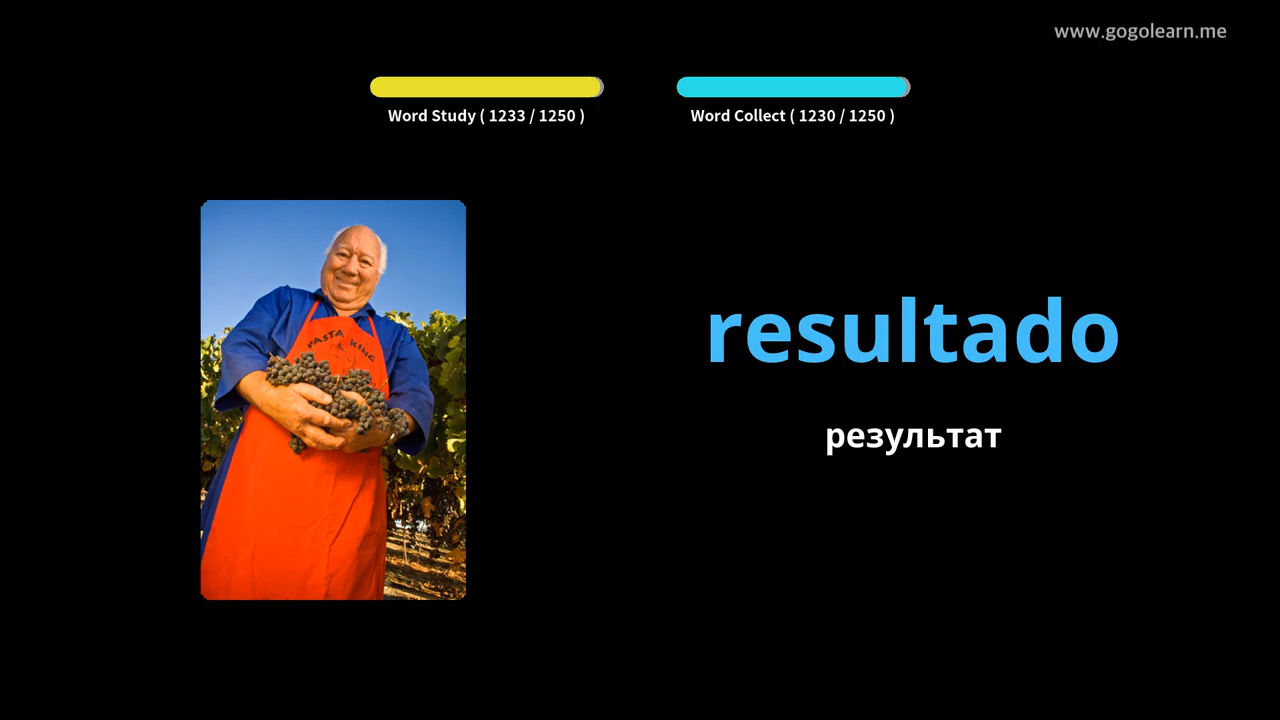 www.gogolearn.me
Word Study ( 1233 / 1250 )
Word Collect ( 1230 / 1250 )
PASTA KING
resultado
результат